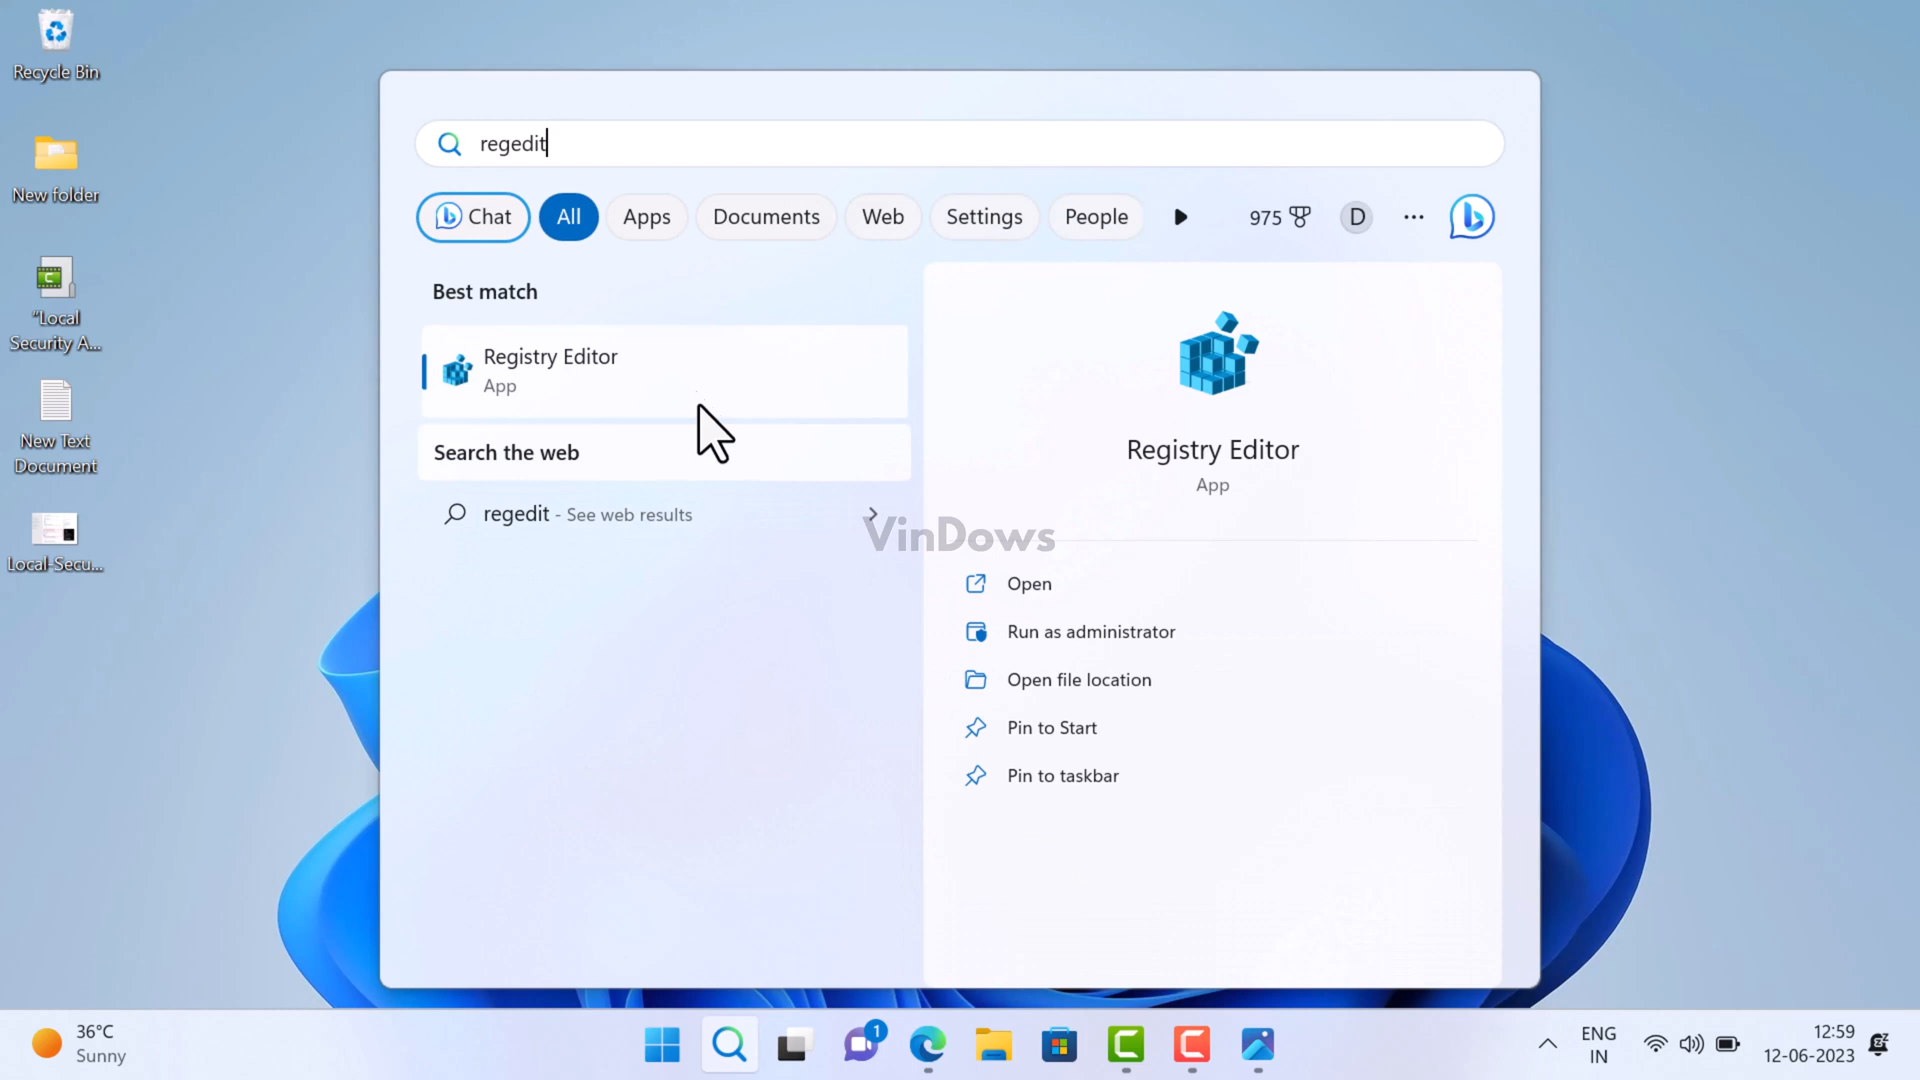 Recycle Bin
New folder
"Local
Security A...
New Text
Document
Local-Secu...
regedit
Chat
All
Apps
Documents
Web
Settings
People
975
D
Best match
Registry Editor
App
Search the web
regedit - See web results
Registry Editor
App
VinDows
Open
Run as administrator
Open file location
Pin to Start
Pin to taskbar
36°C
Sunny
1
ENG
IN
12:59
12-06-2023